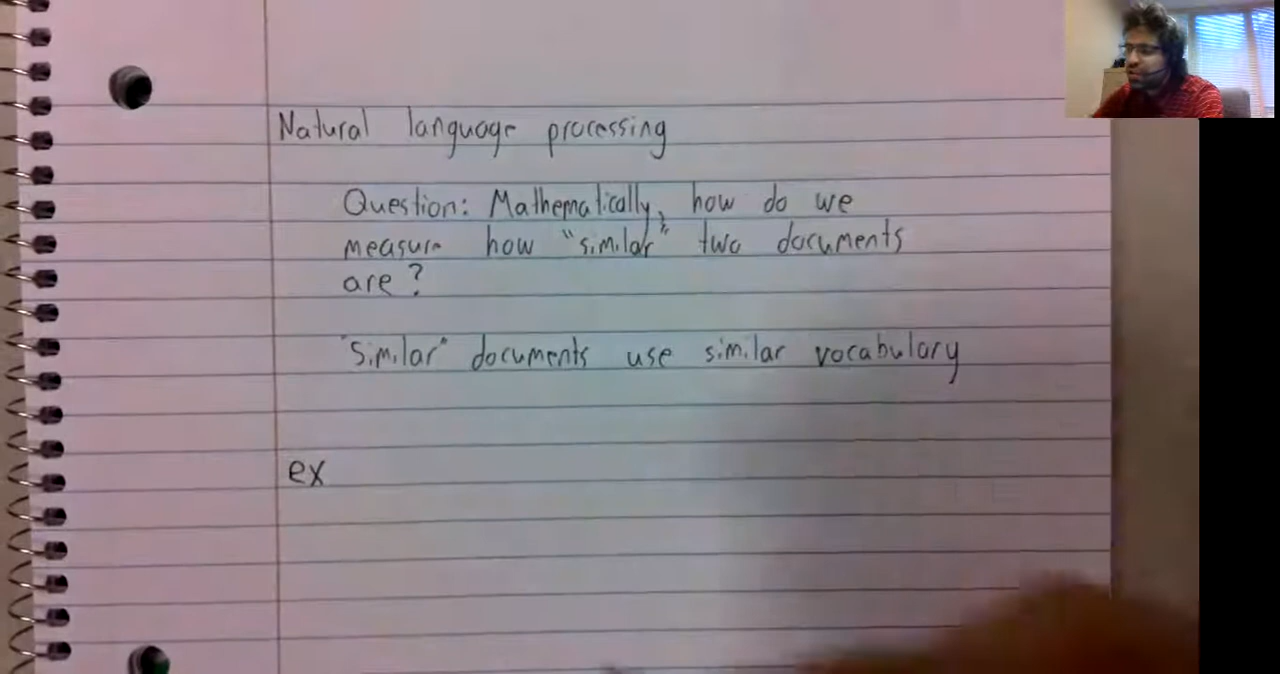 Natural language processing
Question: Mathematically, how do we
measure how "similar" two documents
are?
"Similar" documents use similar vocabulary
ex